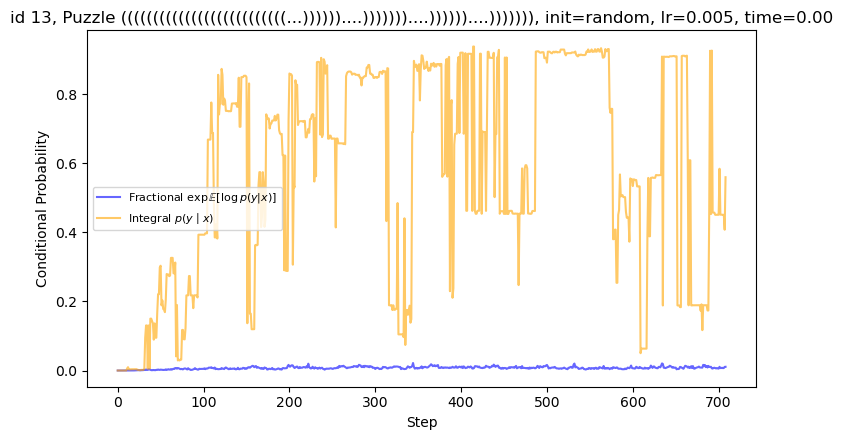 id 13, Puzzle ((((((((((((((((((((((((((...))))))....)))))))....))))))....))))))), init=random, lr=0.005, time=0.00
Conditional Probability
0.8
0.6
0.4
0.2
0.0
Fractional exp 𝔼[log p(y|x)]
Integral p(y | x)
0 100 200 300 400 500 600 700
Step